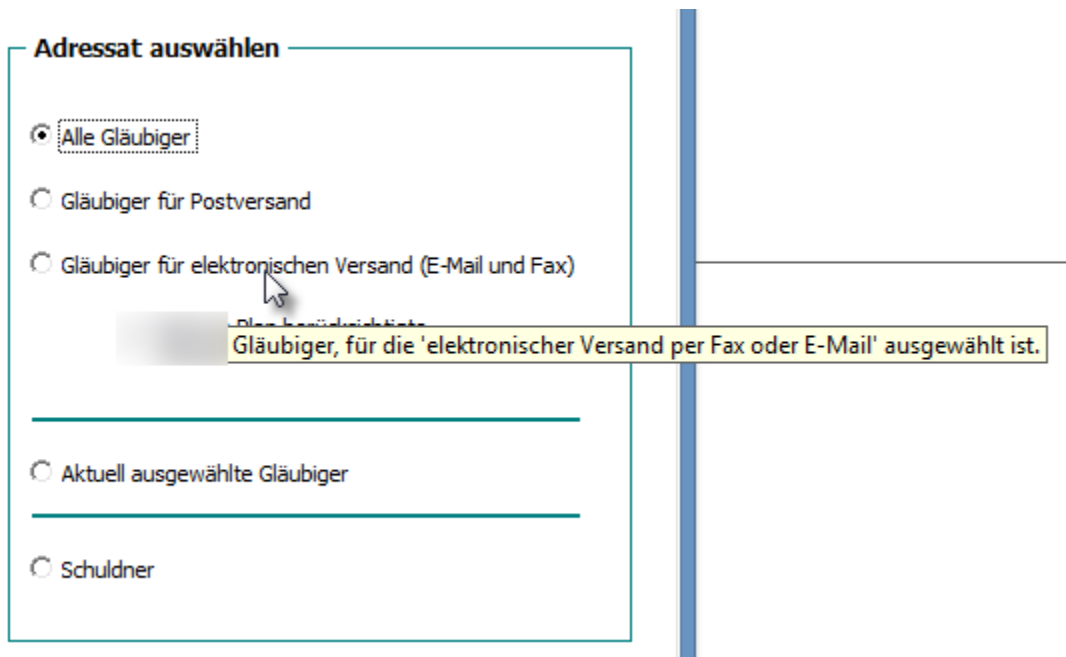 Adressat auswählen
Alle Gläubiger
Gläubiger für Postversand
Gläubiger für elektronischen Versand (E-Mail und Fax)
Gläubiger, für die 'elektronischer Versand per Fax oder E-Mail' ausgewählt ist.
Aktuell ausgewählte Gläubiger
Schuldner